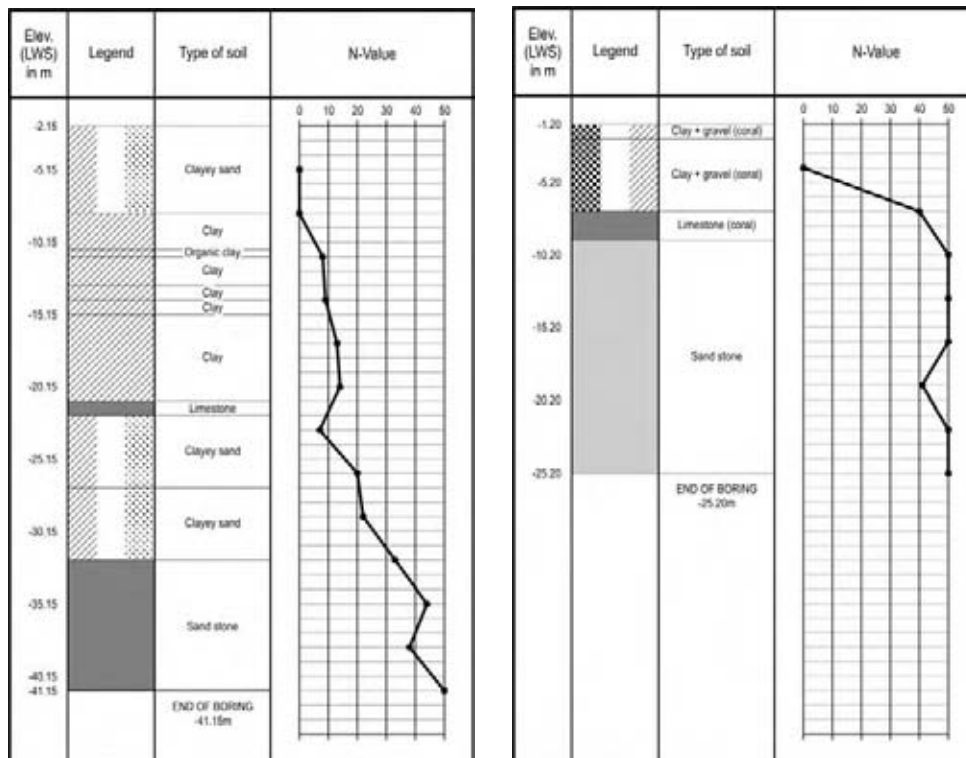 Elev.
(LWS)
in m
Legend
Type of soil
N-Value
0 10 20 30 40 50
-2.15
-5.15
Clayey sand
Clay
-10.15
Organic clay
Clay
Clay
Clay
-15.15
Clay
-20.15
Limestone
-25.15
Clayey sand
Clayey sand
-30.15
-35.15
Sand stone
-40.15
-41.15
END OF BORING
-41.15m
Elev.
(LWS)
in m
Legend
Type of soil
N-Value
0 10 20 30 40 50
-1.20
Clay + gravel (coral)
-5.20
Clay + gravel (coral)
Limestone (coral)
-10.20
-15.20
Sand stone
-20.20
-25.20
END OF BORING
-25.20m